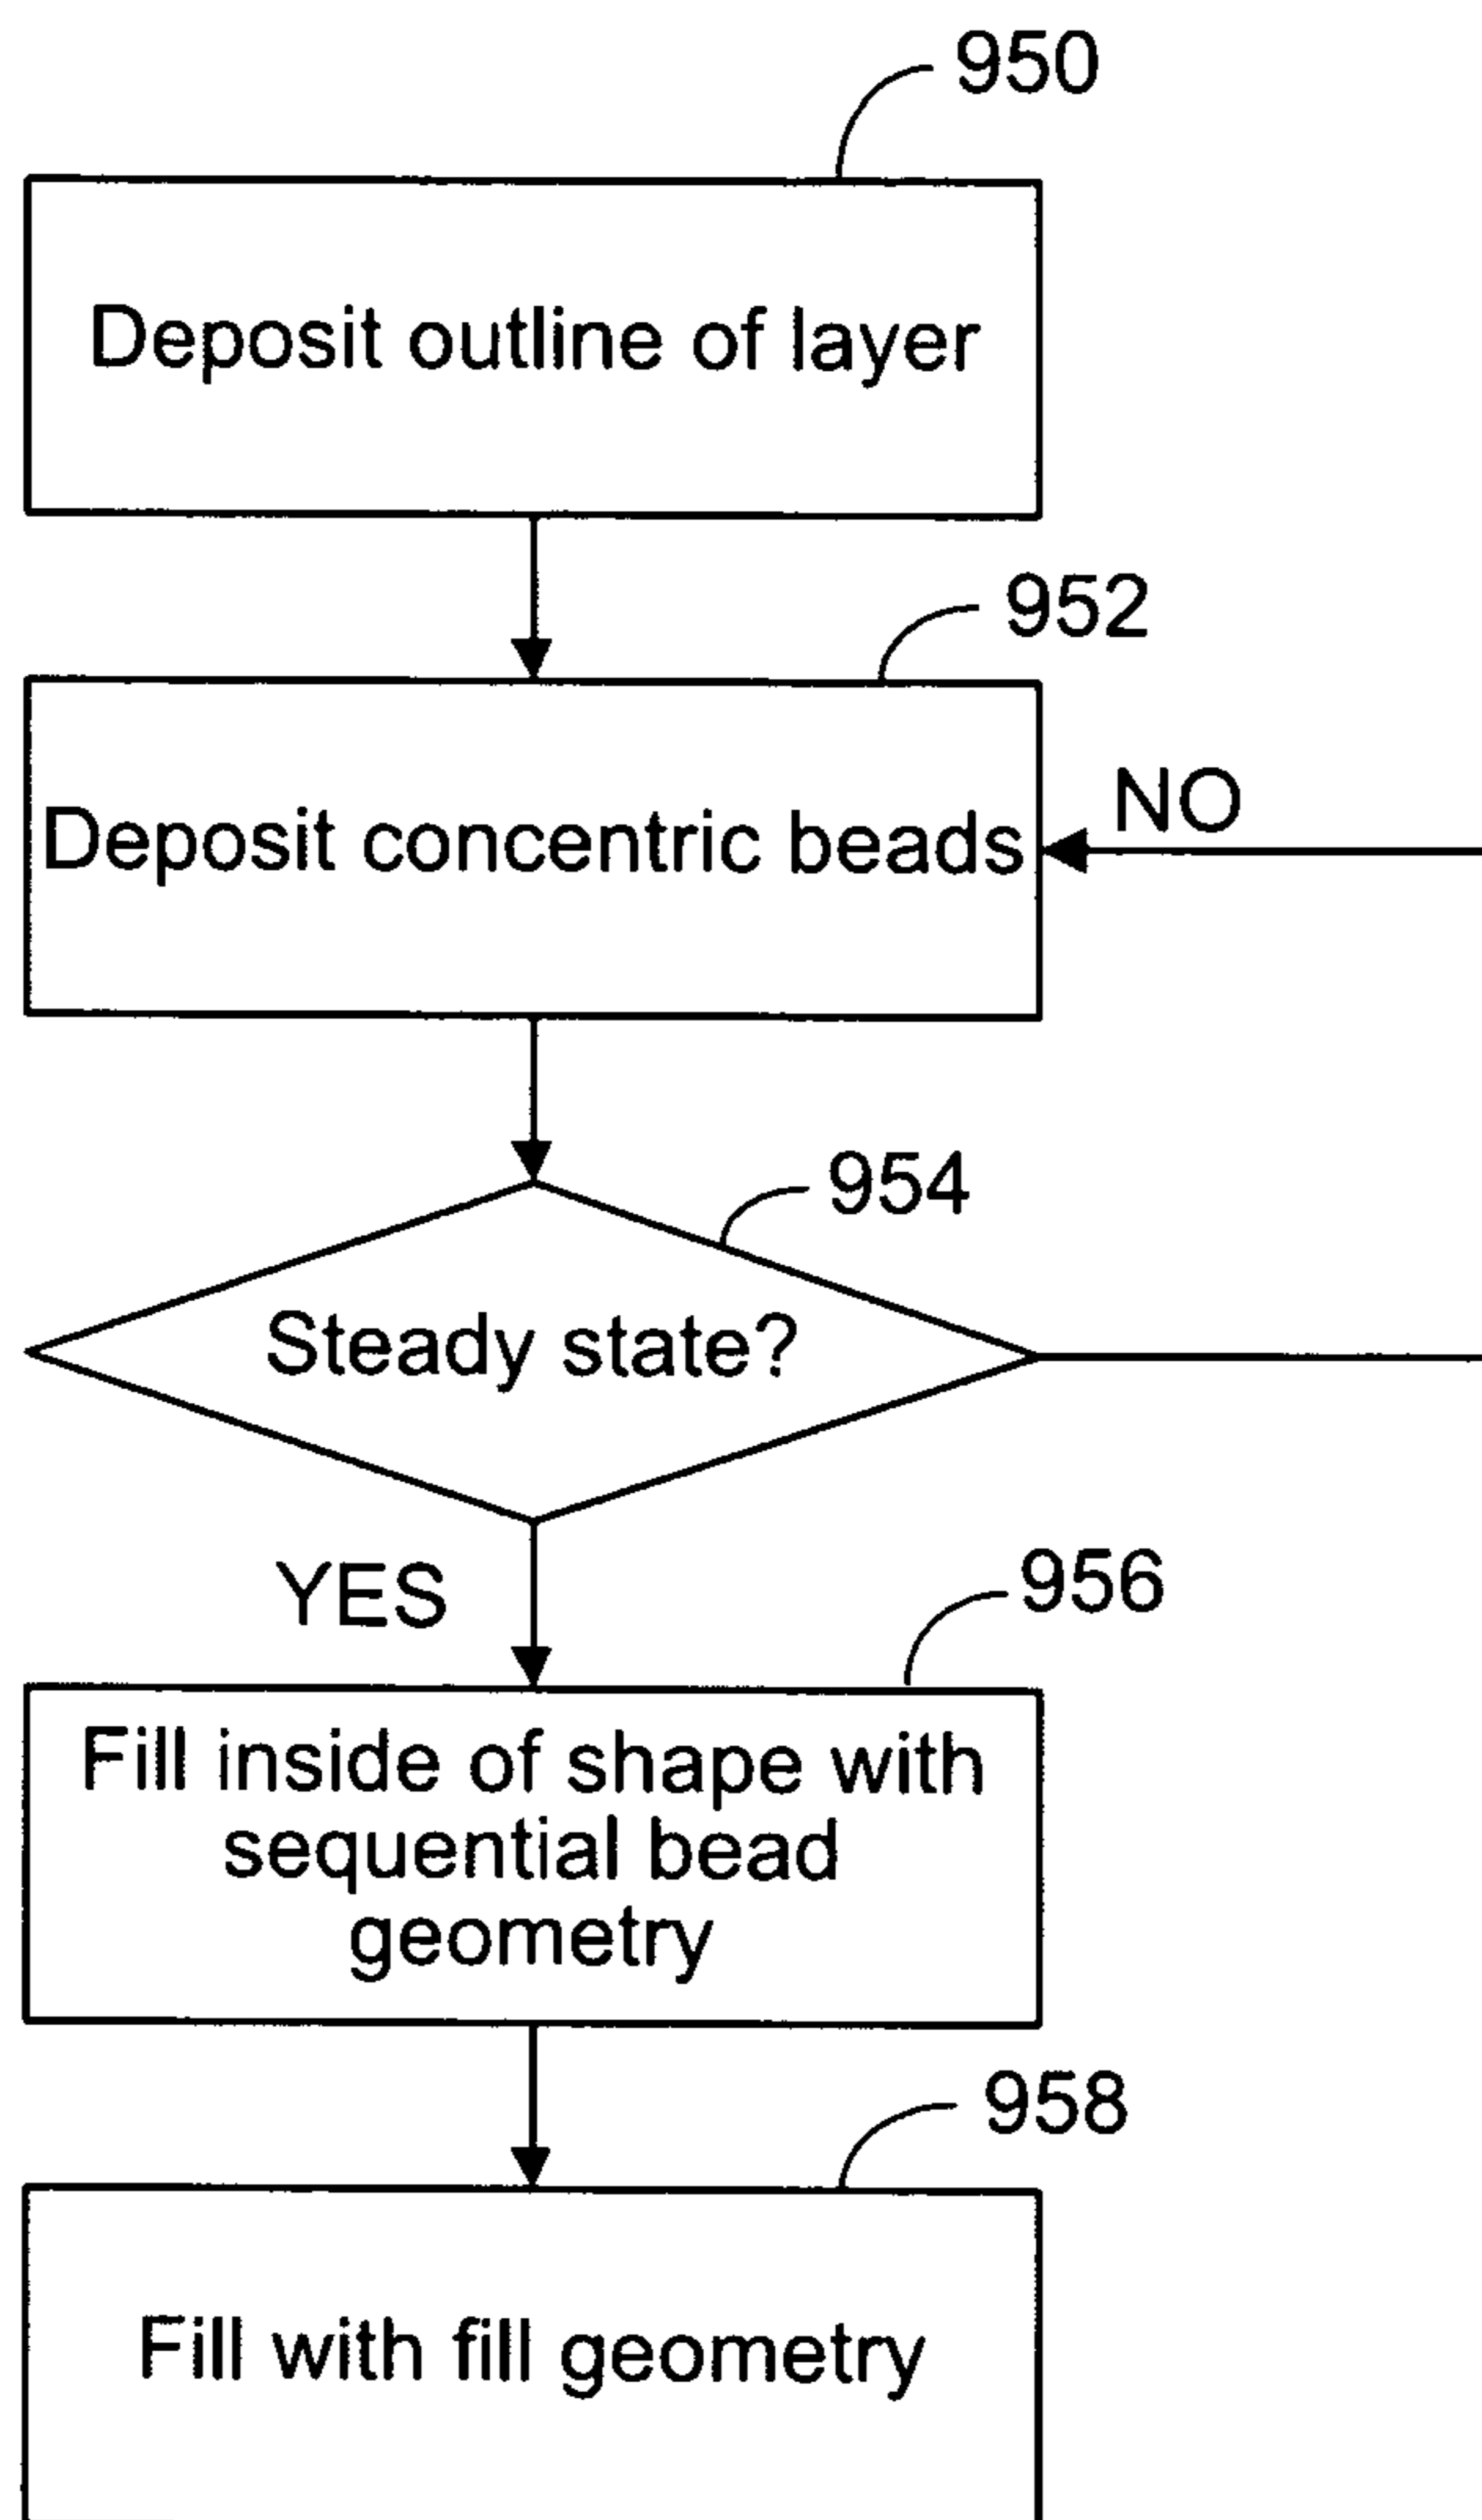 950
Deposit outline of layer
952
NO
Deposit concentric beads
954
Steady state?
YES
956
Fill inside of shape with
sequential bead
geometry
958
Fill with fill geometry